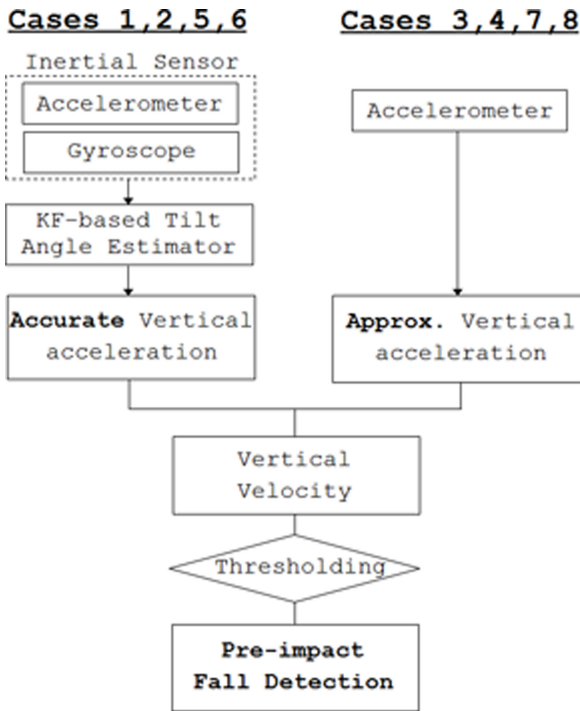 Cases 1,2,5,6
Cases 3,4,7,8
Inertial Sensor
Accelerometer
Gyroscope
Accelerometer
KF-based Tilt
Angle Estimator
Accurate Vertical
acceleration
Approx. Vertical
acceleration
Vertical
Velocity
Thresholding
Pre-impact
Fall Detection